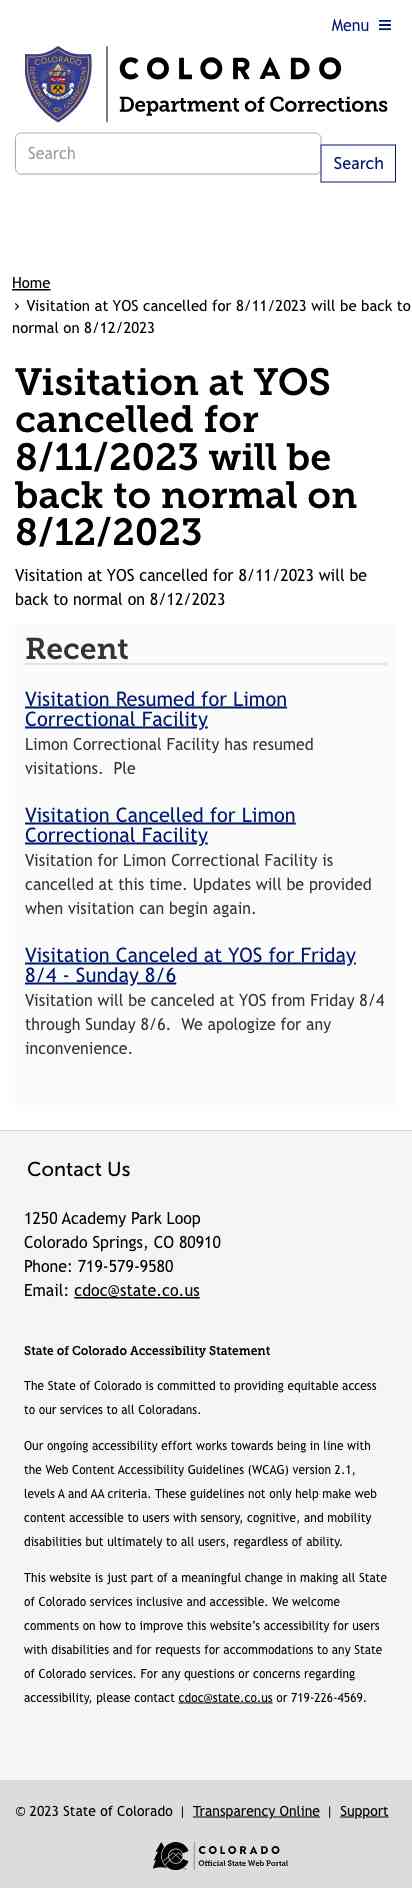 Menu
COLORADO
Department of Corrections
Search
Search
Home
› Visitation at YOS cancelled for 8/11/2023 will be back to
normal on 8/12/2023
Visitation at YOS
cancelled for
8/11/2023 will be
back to normal on
8/12/2023
Visitation at YOS cancelled for 8/11/2023 will be
back to normal on 8/12/2023
Recent
Visitation Resumed for Limon
Correctional Facility
Limon Correctional Facility has resumed
visitations.  Ple
Visitation Cancelled for Limon
Correctional Facility
Visitation for Limon Correctional Facility is
cancelled at this time. Updates will be provided
when visitation can begin again.
Visitation Canceled at YOS for Friday
8/4 - Sunday 8/6
Visitation will be canceled at YOS from Friday 8/4
through Sunday 8/6.  We apologize for any
inconvenience.
Contact Us
1250 Academy Park Loop
Colorado Springs, CO 80910
Phone: 719-579-9580
Email: cdoc@state.co.us
State of Colorado Accessibility Statement
The State of Colorado is committed to providing equitable access
to our services to all Coloradans.
Our ongoing accessibility effort works towards being in line with
the Web Content Accessibility Guidelines (WCAG) version 2.1,
levels A and AA criteria. These guidelines not only help make web
content accessible to users with sensory, cognitive, and mobility
disabilities but ultimately to all users, regardless of ability.
This website is just part of a meaningful change in making all State
of Colorado services inclusive and accessible. We welcome
comments on how to improve this website’s accessibility for users
with disabilities and for requests for accommodations to any State
of Colorado services. For any questions or concerns regarding
accessibility, please contact cdoc@state.co.us or 719-226-4569.
© 2023 State of Colorado | Transparency Online | Support
COLORADO
Official State Web Portal